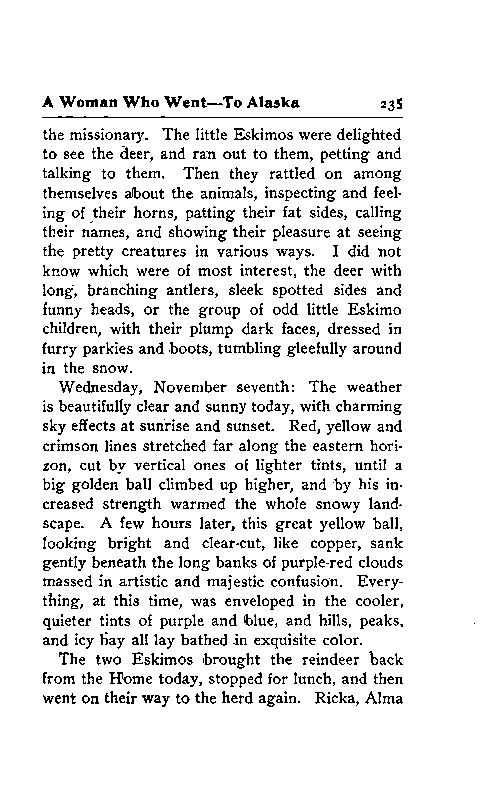 A Woman Who Went—To Alaska 235
the missionary. The little Eskimos were delighted
to see the deer, and ran out to them, petting and
talking to them. Then they rattled on among
themselves about the animals, inspecting and feel-
ing of their horns, patting their fat sides, calling
their names, and showing their pleasure at seeing
the pretty creatures in various ways. I did not
know which were of most interest, the deer with
long, branching antlers, sleek spotted sides and
funny heads, or the group of odd little Eskimo
children, with their plump dark faces, dressed in
furry parkies and boots, tumbling gleefully around
in the snow.
Wednesday, November seventh: The weather
is beautifully clear and sunny today, with charming
sky effects at sunrise and sunset. Red, yellow and
crimson lines stretched far along the eastern hori-
zon, cut by vertical ones of lighter tints, until a
big golden ball climbed up higher, and by his in-
creased strength warmed the whole snowy land-
scape. A few hours later, this great yellow ball,
looking bright and clear-cut, like copper, sank
gently beneath the long banks of purple-red clouds
massed in artistic and majestic confusion. Every-
thing, at this time, was enveloped in the cooler,
quieter tints of purple and blue, and hills, peaks,
and icy bay all lay bathed in exquisite color.
The two Eskimos brought the reindeer back
from the Home today, stopped for lunch, and then
went on their way to the herd again. Ricka, Alma